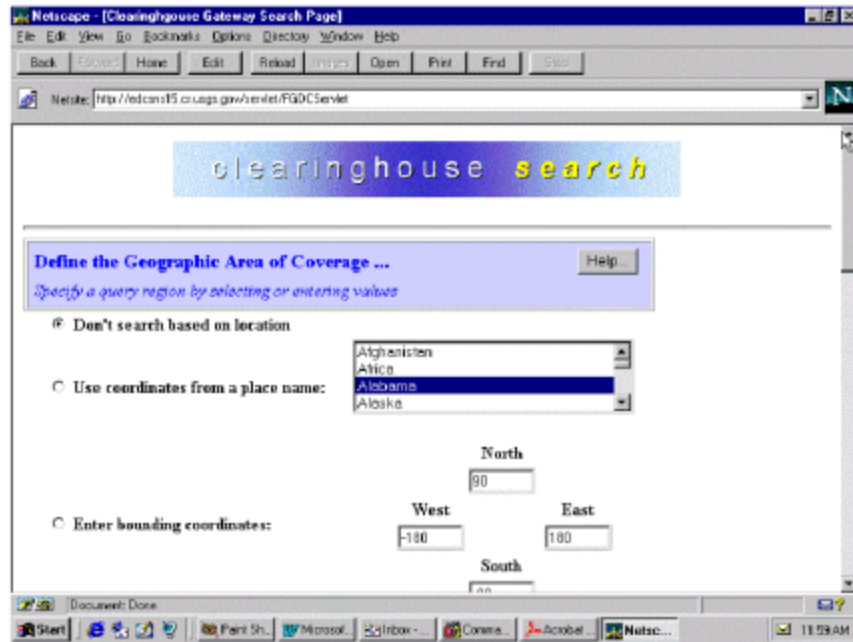 Netscape - [Clearinghgouse Gateway Search Page]
File Edit View Go Bookmarks Options Directory Window Help
Back Forward Home Edit Reload Images Open Print Find Stop
Netsite: http://edcsns15.cr.usgs.gov/servlet/FGDCServlet
N
clearinghouse search
Define the Geographic Area of Coverage ...
Help...
Specify a query region by selecting or entering values
Don't search based on location
Afghanistan
Africa
Use coordinates from a place name:
Alabama
Alaska
North
90
West East
Enter bounding coordinates:
-180 180
South
Document: Done
Start Paint Sh... Microsof... Inbox - ... Comma... Acrobat ... Netsc... 11:59 AM